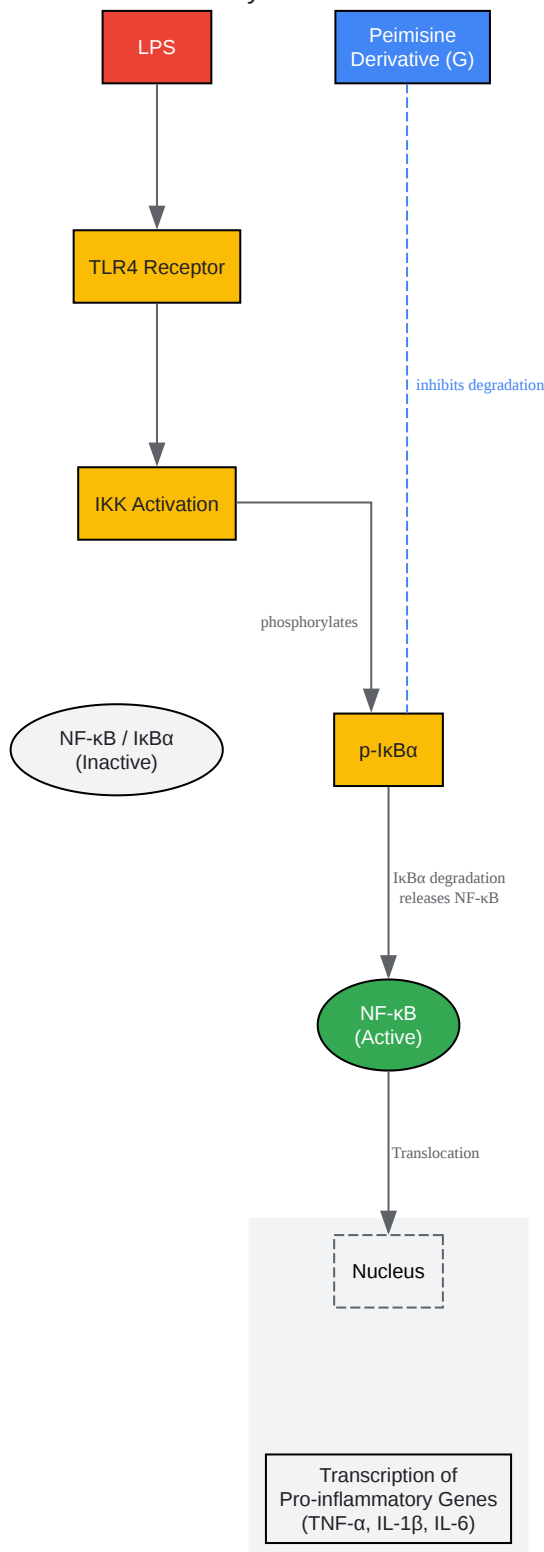 LPS
Peimisine
Derivative (G)
TLR4 Receptor
inhibits degradation
IKK Activation
phosphorylates
NF-κB / IκBα
(Inactive)
p-IκBα
IκBα degradation
releases NF-κB
NF-κB
(Active)
Translocation
Nucleus
Transcription of
Pro-inflammatory Genes
(TNF-α, IL-1β, IL-6)